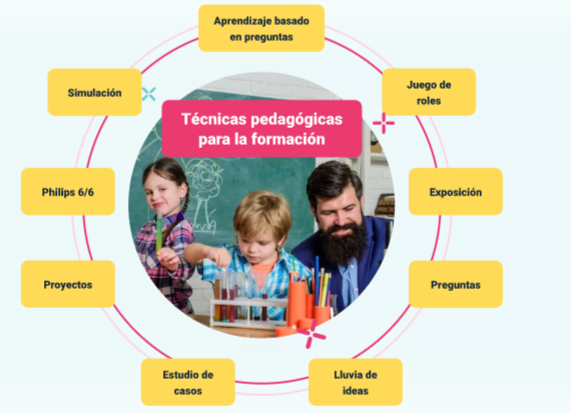 Aprendizaje basado
en preguntas
Simulación
Juego de
roles
Técnicas pedagógicas
para la formación
Philips 6/6
Exposición
Proyectos
Preguntas
Estudio de
casos
Lluvia de
ideas